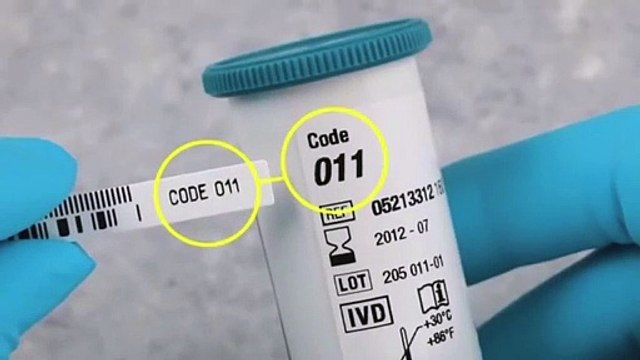 CODE 011
Code
011
REF 05213312
2012 - 07
LOT 205 011-01
IVD
i
+30°C
+86°F